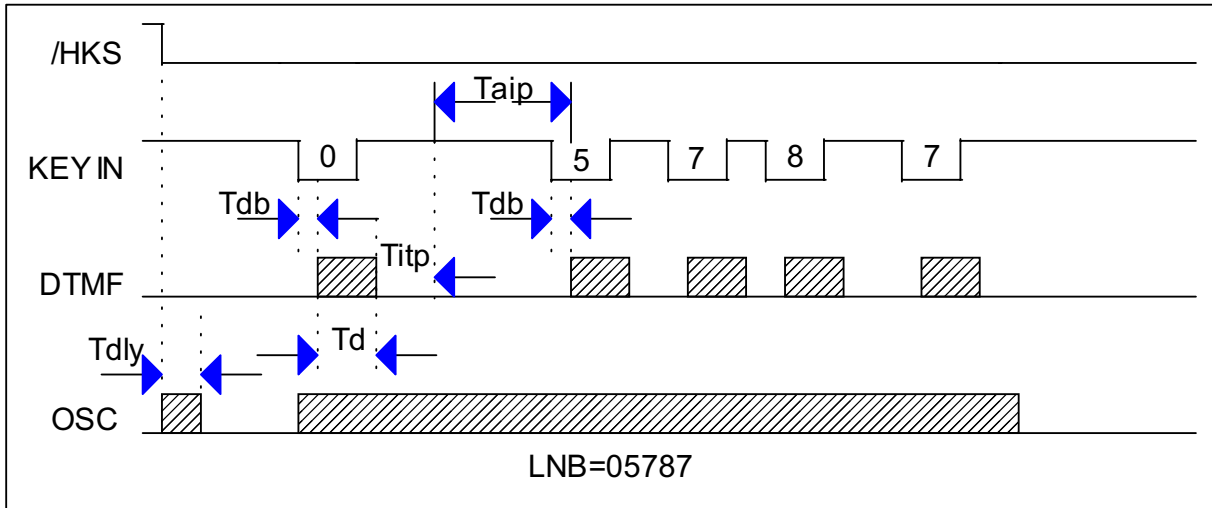 /HKS
Taip
KEY IN
0
5
7
8
7
Tdb
Tdb
Titp
DTMF
Td
Tdly
OSC
LNB=05787